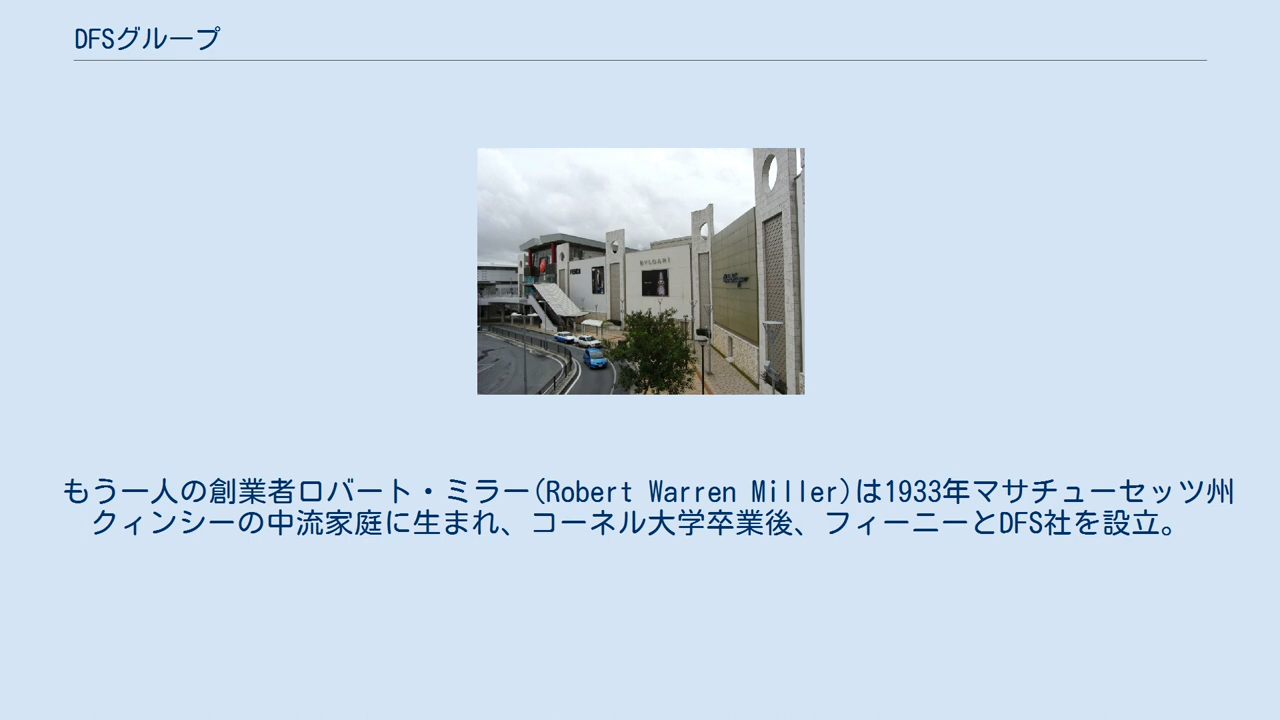 DFSグループ
BVLGARI
もう一人の創業者ロバート・ミラー(Robert Warren Miller)は1933年マサチューセッツ州
クィンシーの中流家庭に生まれ、コーネル大学卒業後、フィーニーとDFS社を設立。